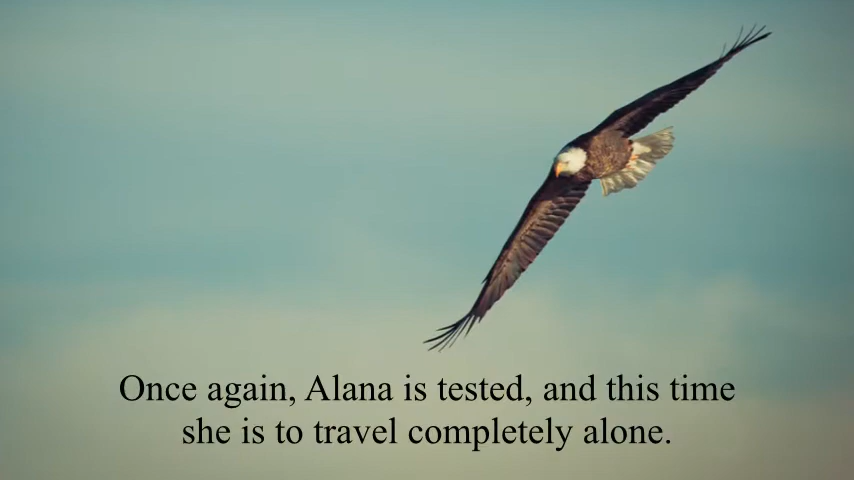 Once again, Alana is tested, and this time
she is to travel completely alone.